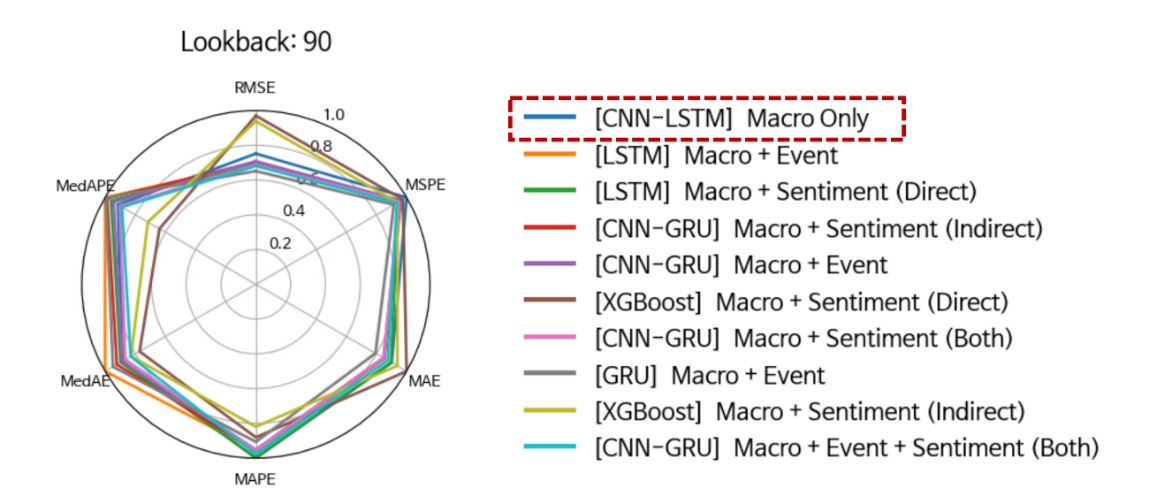 Lookback: 90
RMSE
1.0
0.8
MedAPE
MSPE
0.6
0.4
0.2
MedAE
MAE
MAPE
[CNN-LSTM] Macro Only
[LSTM] Macro + Event
[LSTM] Macro + Sentiment (Direct)
[CNN-GRU] Macro + Sentiment (Indirect)
[CNN-GRU] Macro + Event
[XGBoost] Macro + Sentiment (Direct)
[CNN-GRU] Macro + Sentiment (Both)
[GRU] Macro + Event
[XGBoost] Macro + Sentiment (Indirect)
[CNN-GRU] Macro + Event + Sentiment (Both)